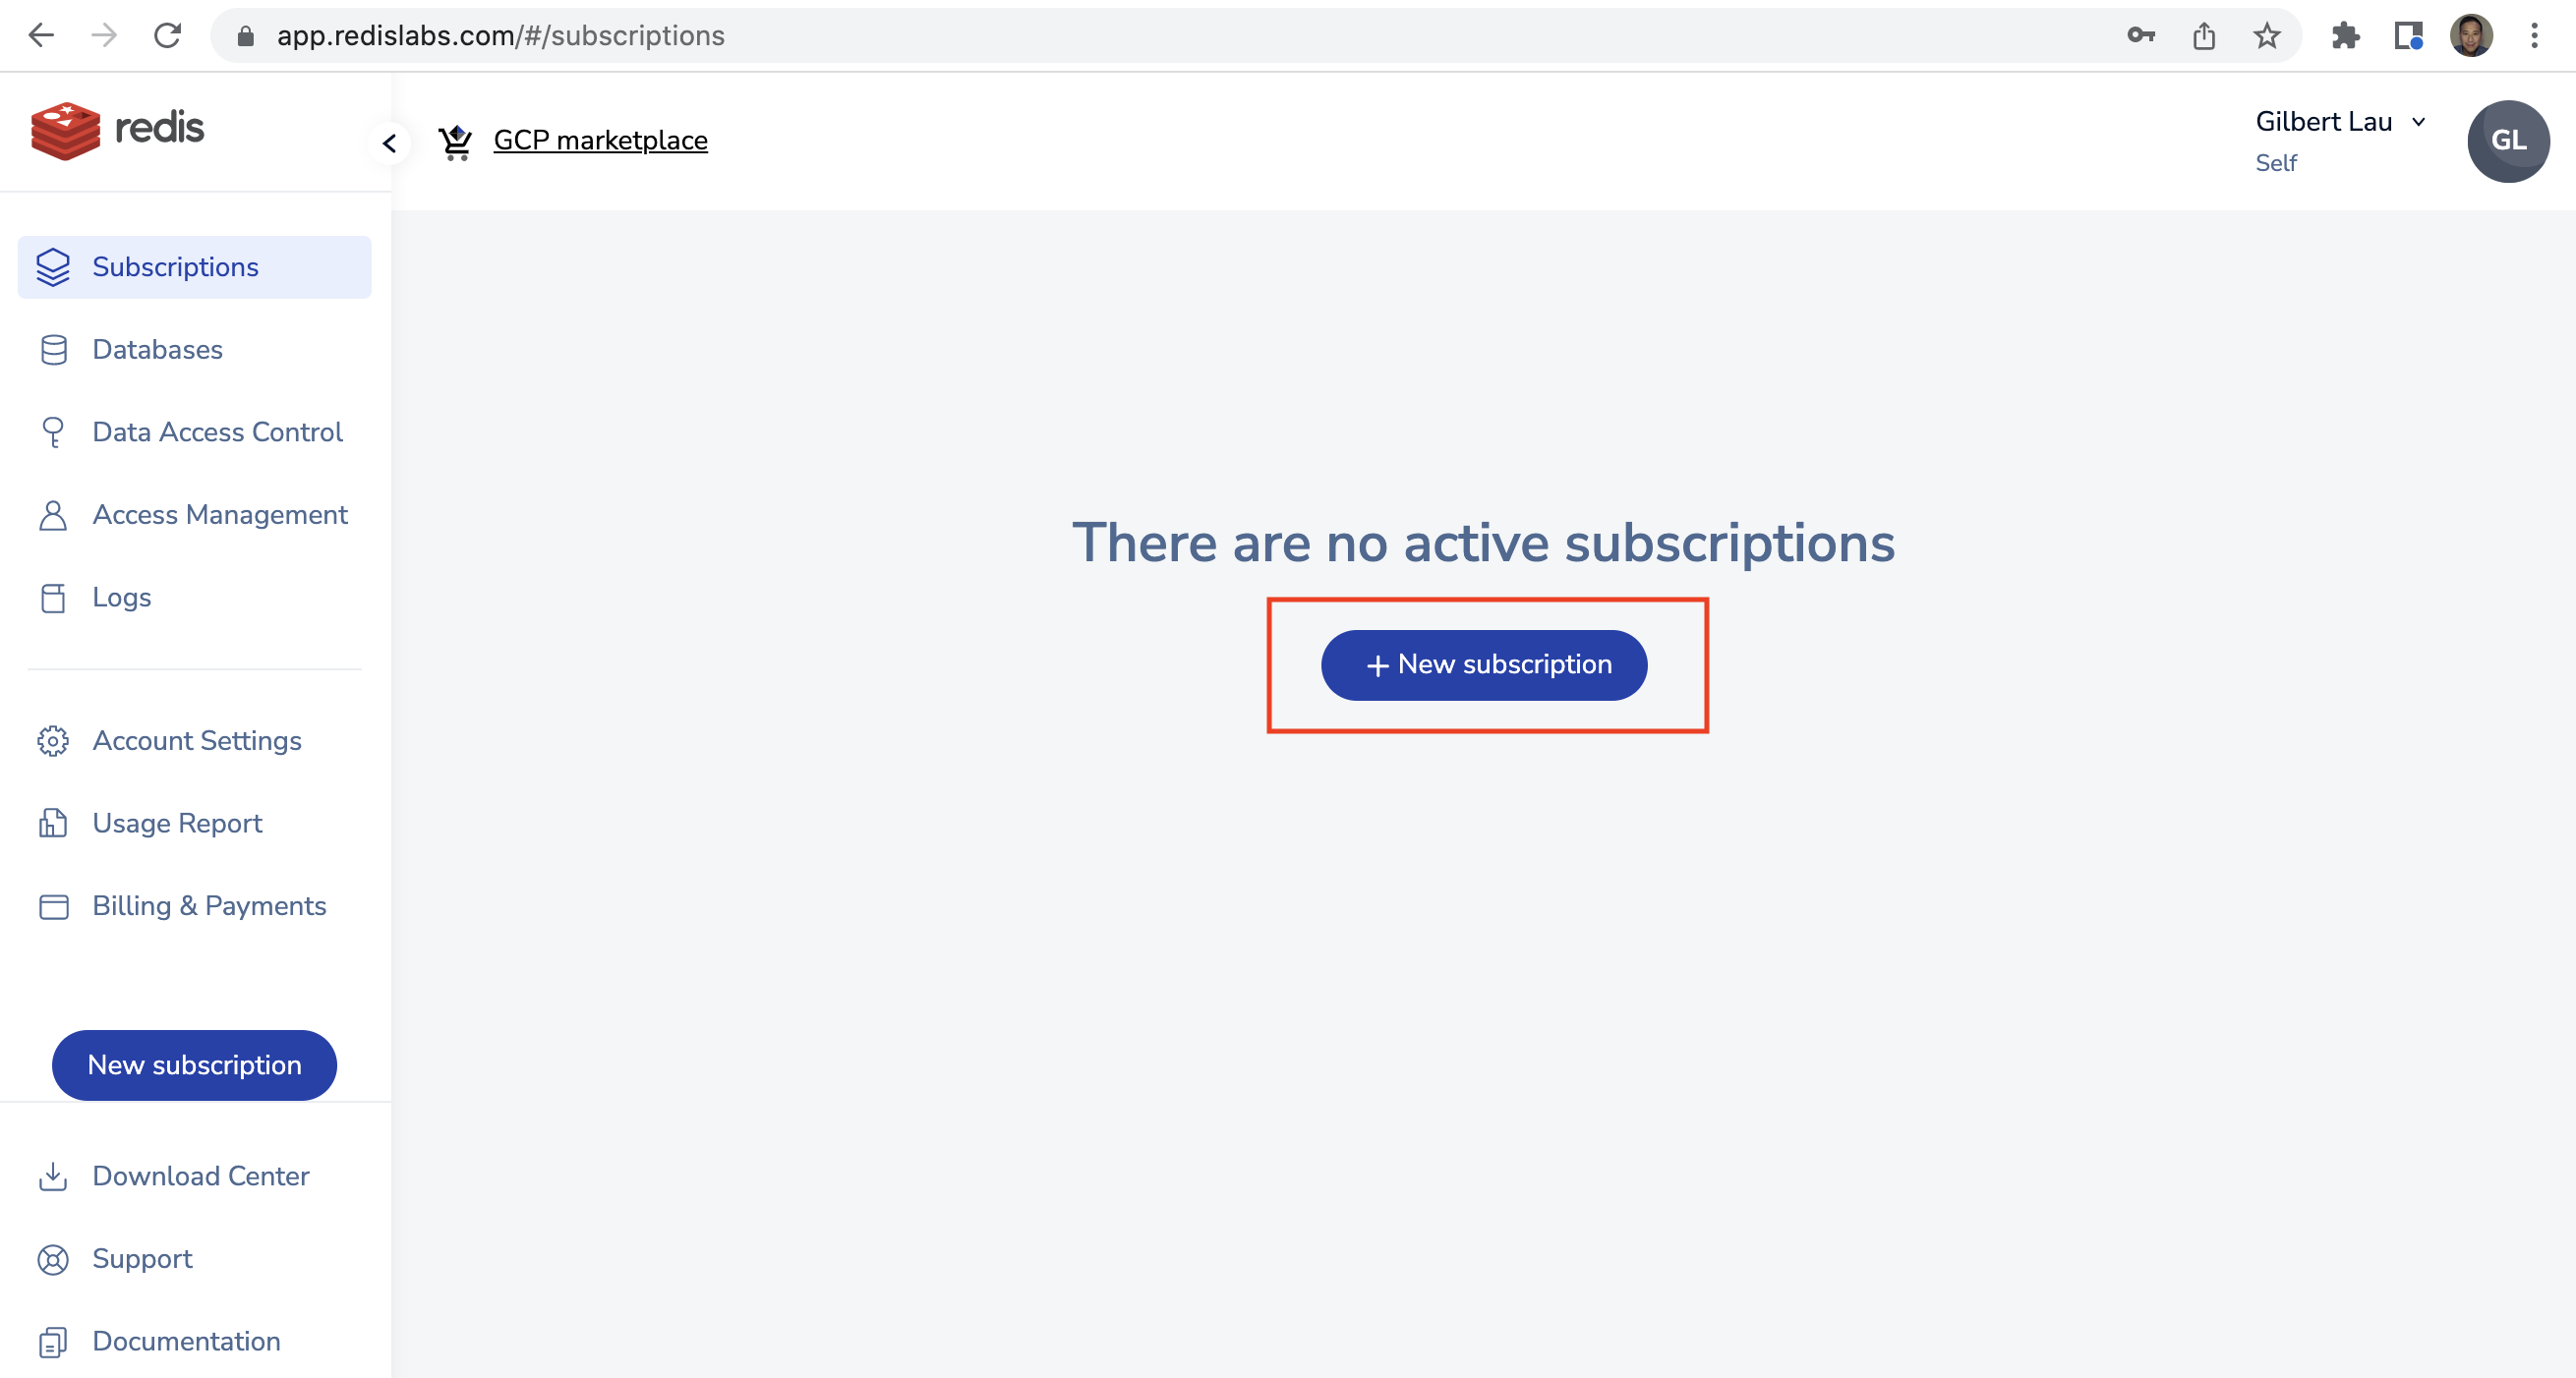 app.redislabs.com/#/subscriptions
redis
GCP marketplace
Gilbert Lau
Self
GL
Subscriptions
Databases
Data Access Control
Access Management
Logs
Account Settings
Usage Report
Billing & Payments
New subscription
Download Center
Support
Documentation
There are no active subscriptions
+ New subscription